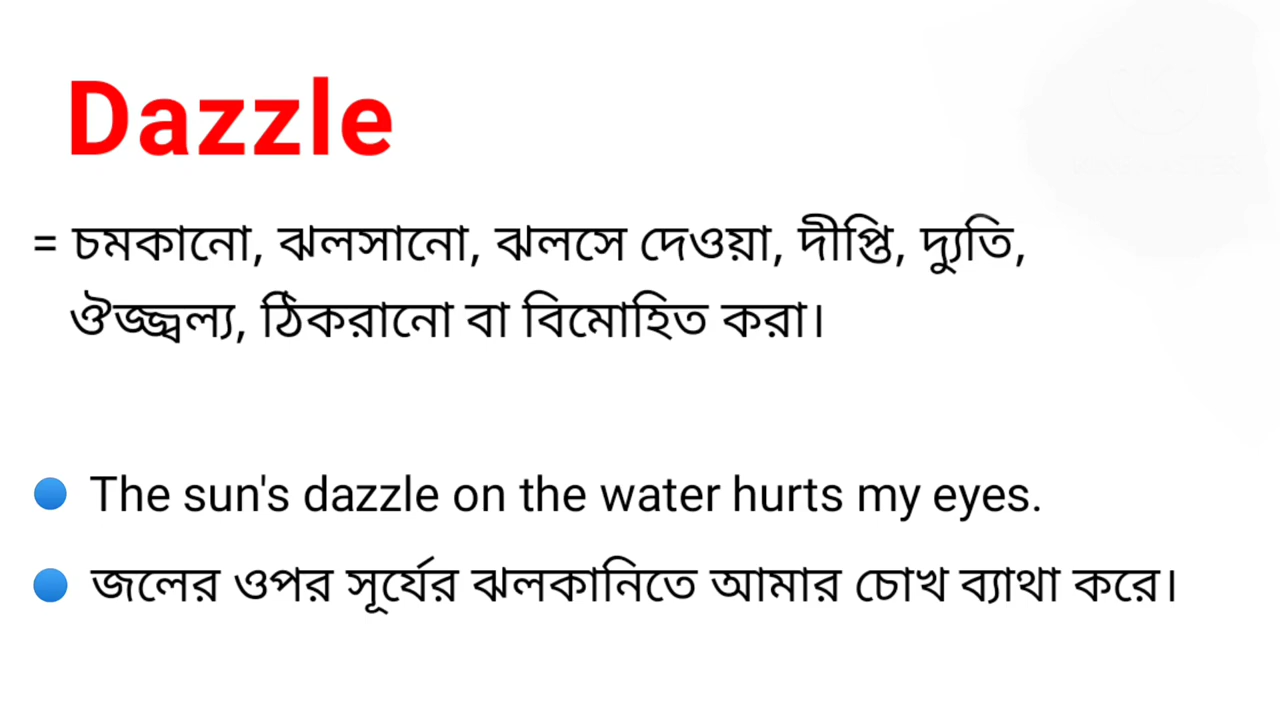 Dazzle
= চমকানো, ঝলসানো, ঝলসে দেওয়া, দীপ্তি, দ্যুতি,
ঔজ্জ্বল্য, ঠিকরানো বা বিমোহিত করা।
The sun's dazzle on the water hurts my eyes.
জলের ওপর সূর্যের ঝলকানিতে আমার চোখ ব্যাথা করে।